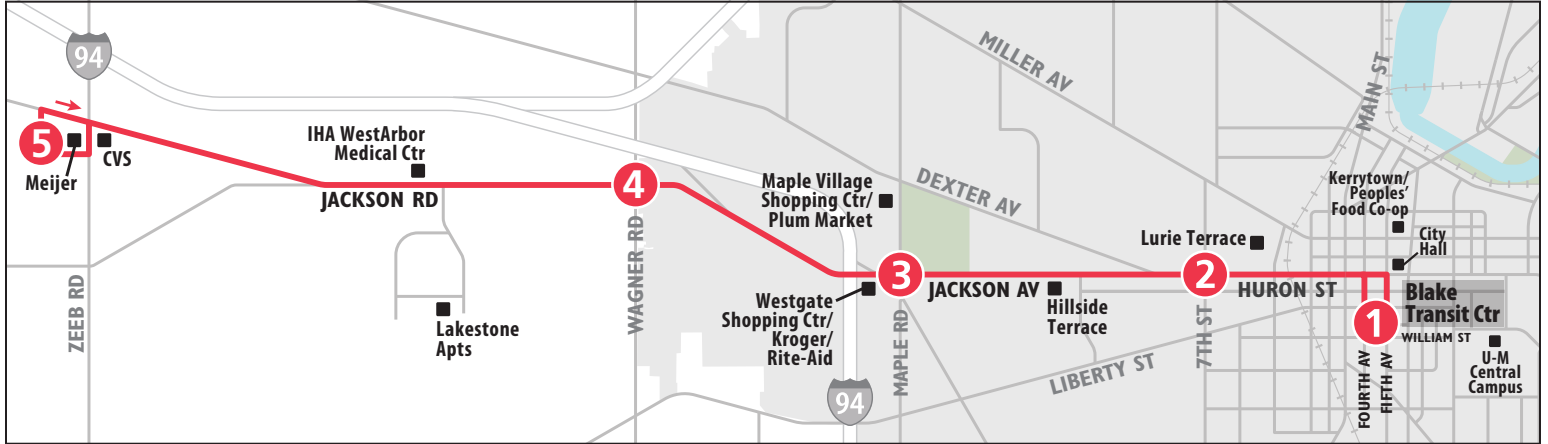 94
5
CVS
Meijer
ZEEB RD
IHA WestArbor
Medical Ctr
JACKSON RD
Lakestone
Apts
4
WAGNER RD
Maple Village
Shopping Ctr/
Plum Market
3
Westgate
Shopping Ctr/
Kroger/
Rite-Aid
94
MAPLE RD
JACKSON AV
Hillside
Terrace
DEXTER AV
MILLER AV
LIBERTY ST
Lurie Terrace
2
7TH ST
HURON ST
MAIN ST
Kerrytown/
Peoples'
Food Co-op
City
Hall
Blake
Transit Ctr
1
WILLIAM ST
FOURTH AV
FIFTH AV
U-M
Central
Campus